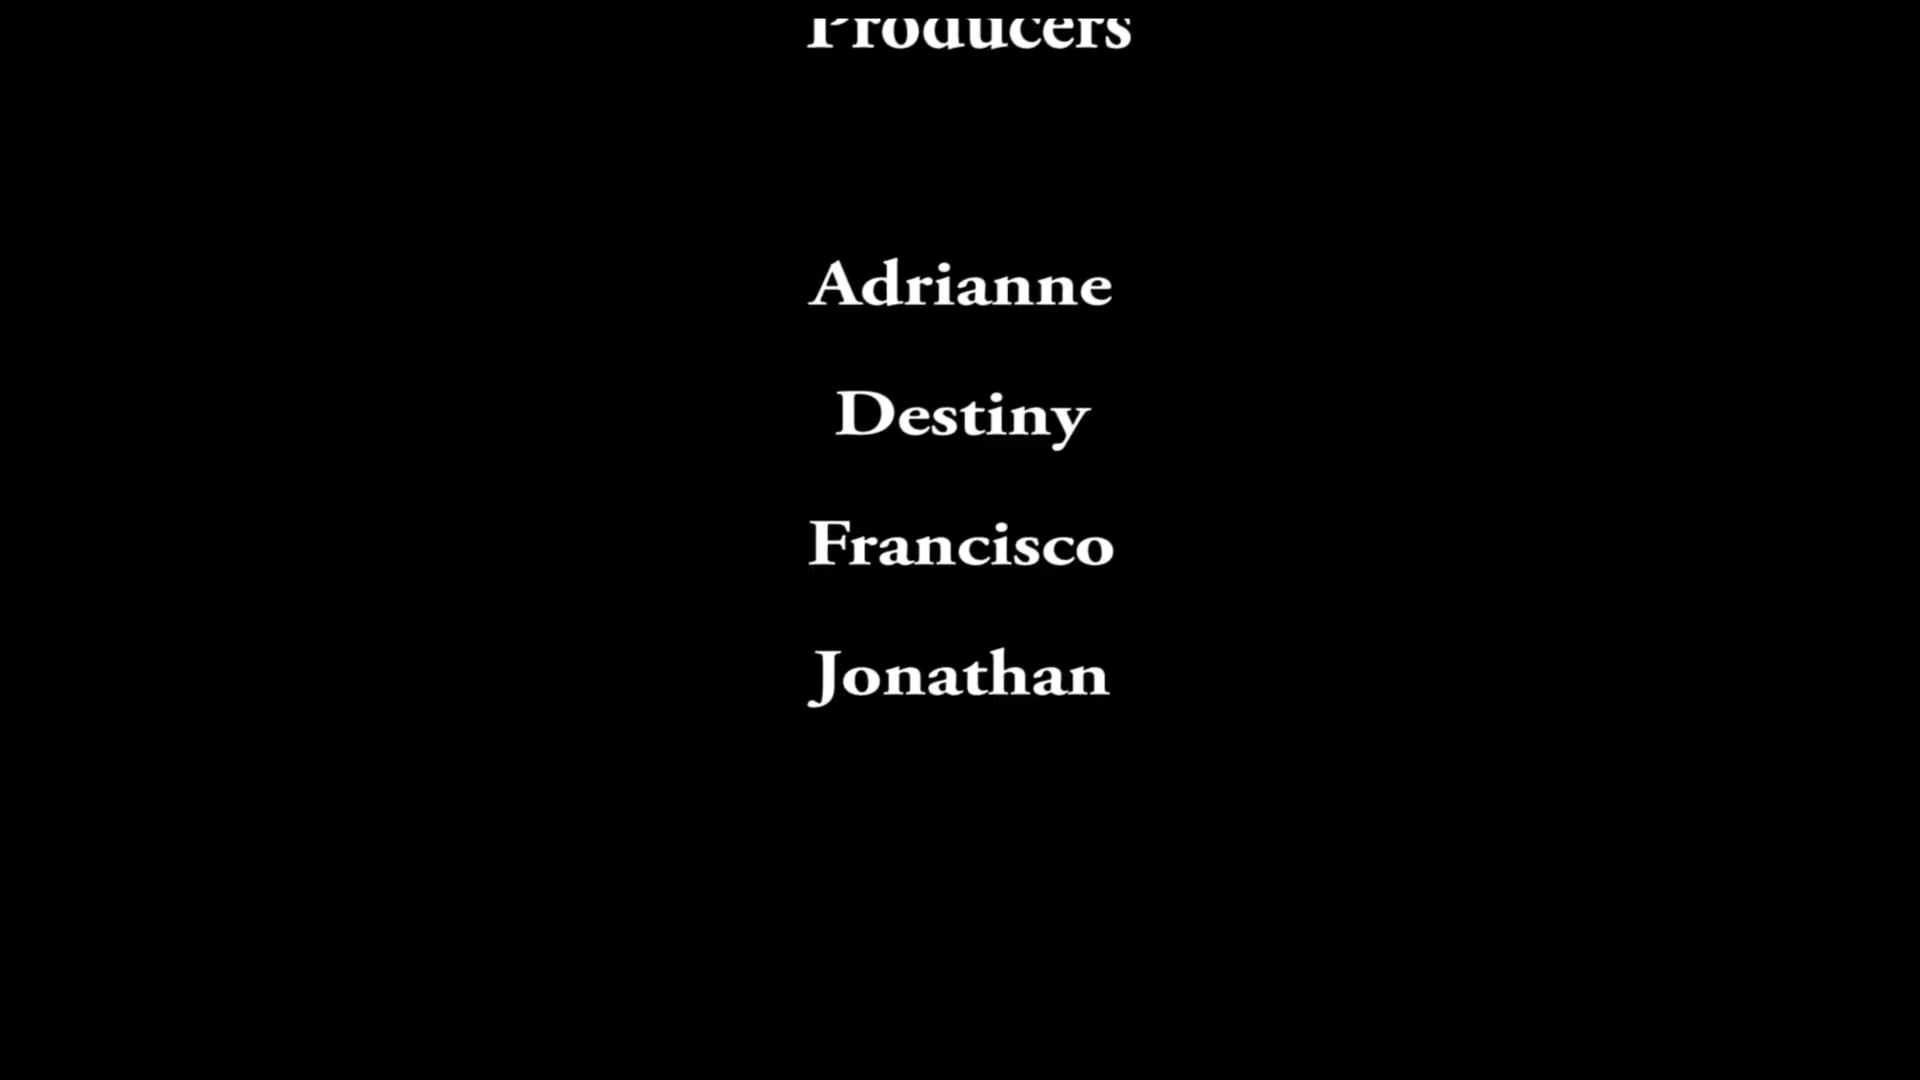 Producers
Adrianne
Destiny
Francisco
Jonathan